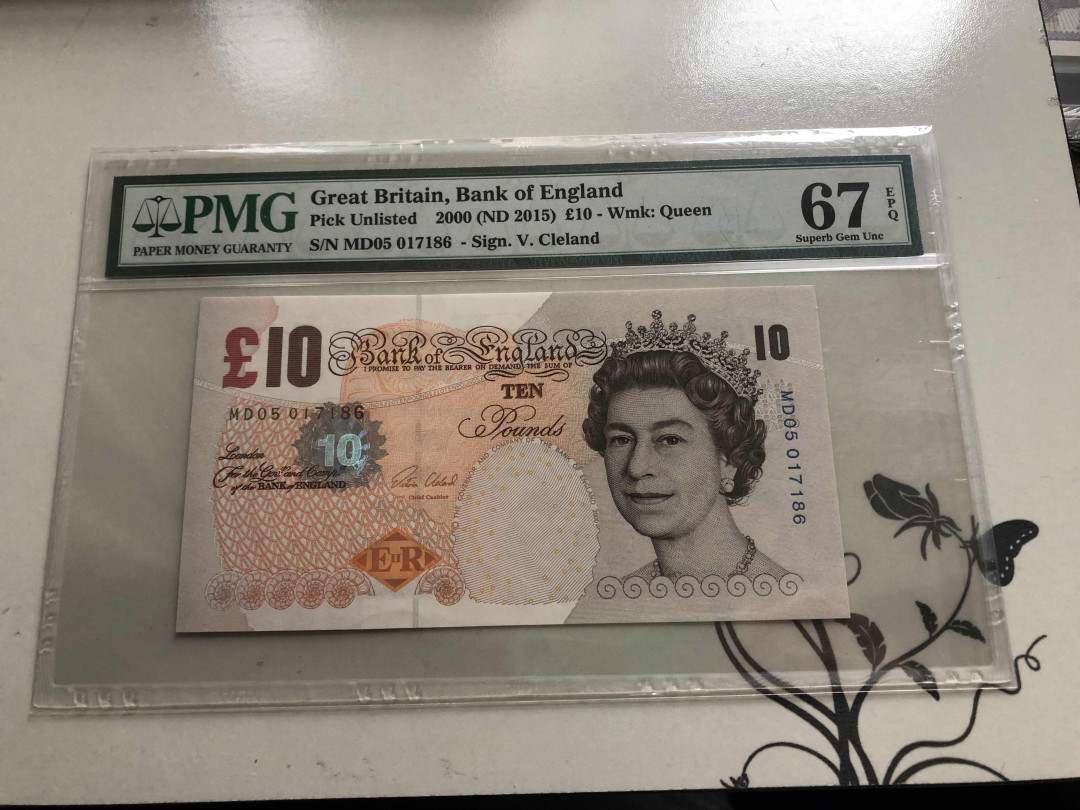 PMG
PAPER MONEY GUARANTY
Great Britain, Bank of England
Pick Unlisted 2000 (ND 2015) £10 - Wmk: Queen
S/N MD05 017186 - Sign. V. Cleland
67
EPQ
Superb Gem Unc
£10
Bank of England
I PROMISE TO PAY THE BEARER ON DEMAND THE SUM OF
10
TEN
Pounds
MD05 017186
MD05 017186
10
London
For the Gov: and Comp:
of the BANK of ENGLAND
Chief Cashier
EIIR